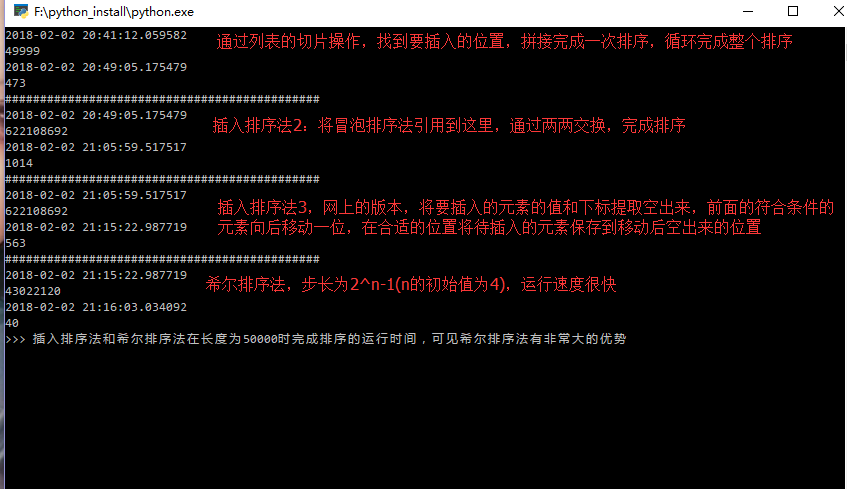 F:\python_install\python.exe
2018-02-02 20:41:12.059582
通过列表的切片操作，找到要插入的位置，拼接完成一次排序，循环完成整个排序
49999
2018-02-02 20:49:05.175479
473
#############################################
2018-02-02 20:49:05.175479
插入排序法2：将冒泡排序法引用到这里，通过两两交换，完成排序
622108692
2018-02-02 21:05:59.517517
1014
#############################################
2018-02-02 21:05:59.517517
插入排序法3，网上的版本，将要插入的元素的值和下标提取空出来，前面的符合条件的
622108692
元素向后移动一位，在合适的位置将待插入的元素保存到移动后空出来的位置
2018-02-02 21:15:22.987719
563
#############################################
2018-02-02 21:15:22.987719
希尔排序法，步长为2^n-1(n的初始值为4)，运行速度很快
43022120
2018-02-02 21:16:03.034092
40
>>> 插入排序法和希尔排序法在长度为50000时完成排序的运行时间，可见希尔排序法有非常大的优势